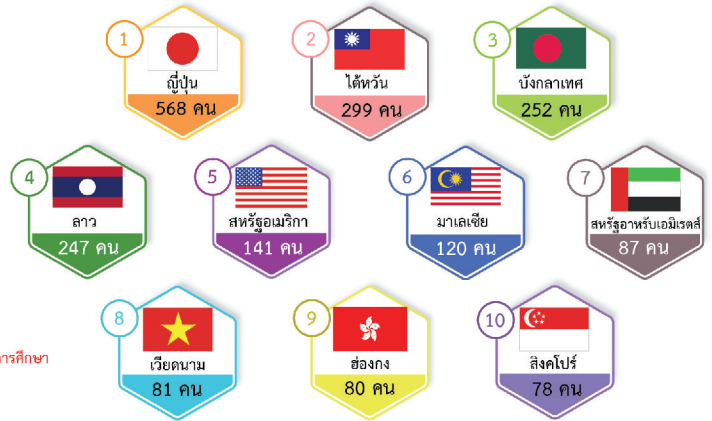 1
ญี่ปุ่น
568 คน
2
ไต้หวัน
299 คน
3
บังกลาเทศ
252 คน
4
ลาว
247 คน
5
สหรัฐอเมริกา
141 คน
6
มาเลเซีย
120 คน
7
สหรัฐอาหรับเอมิเรตส์
87 คน
8
เวียดนาม
81 คน
9
ฮ่องกง
80 คน
10
สิงคโปร์
78 คน
การศึกษา